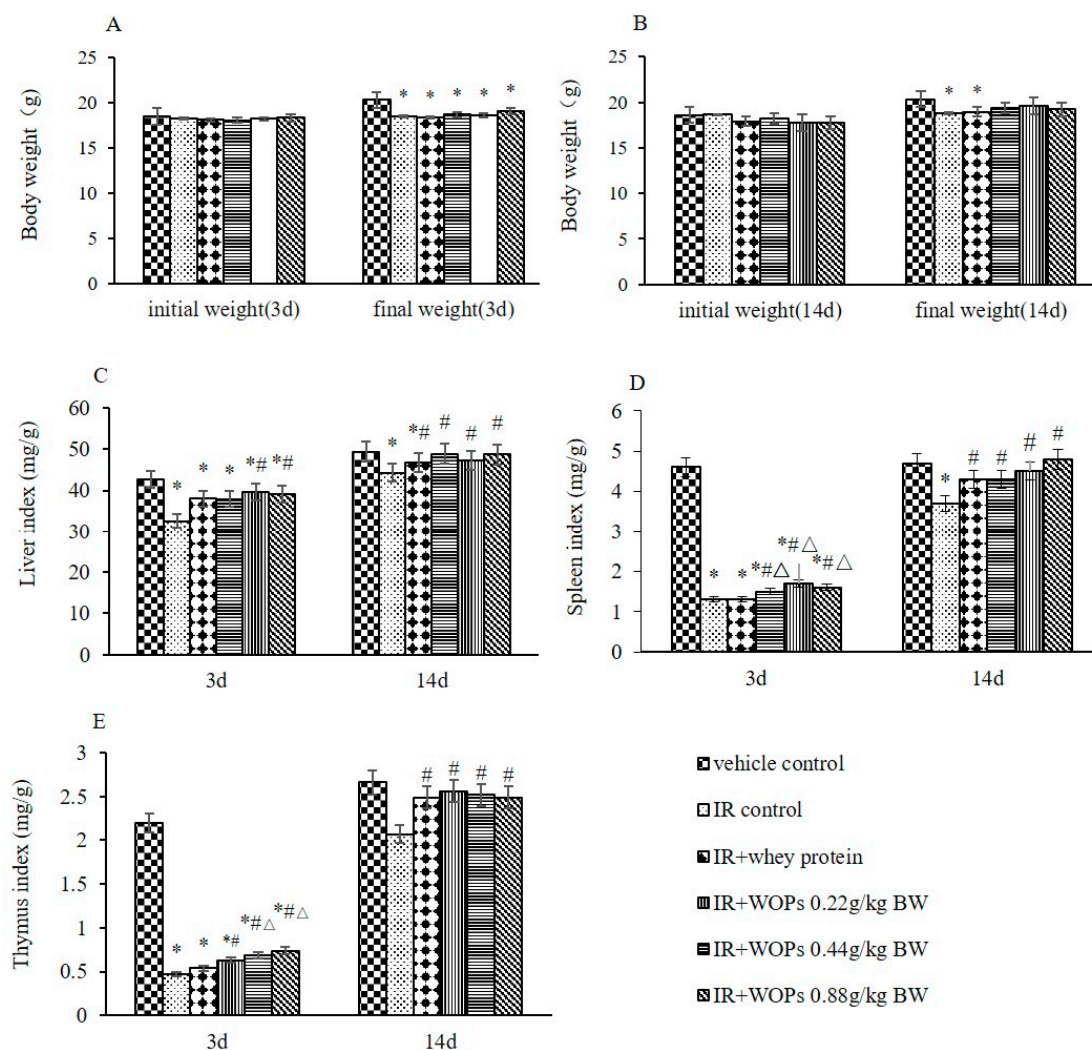 A
Body weight（g）
25
20
15
10
5
0
* * * * *
initial weight(3d) final weight(3d)
B
Body weight（g）
25
20
15
10
5
0
* *
initial weight(14d) final weight(14d)
C
Liver index (mg/g)
60
50
40
30
20
10
0
* * * *# *# * *# # # #
3d 14d
D
Spleen index (mg/g)
6
5
4
3
2
1
0
* * *#△ *#△ *#△ * # # # #
3d 14d
E
Thymus index (mg/g)
3
2.5
2
1.5
1
0.5
0
* * *# *#△ *#△ # # # #
3d 14d
vehicle control
IR control
IR+whey protein
IR+WOPs 0.22g/kg BW
IR+WOPs 0.44g/kg BW
IR+WOPs 0.88g/kg BW